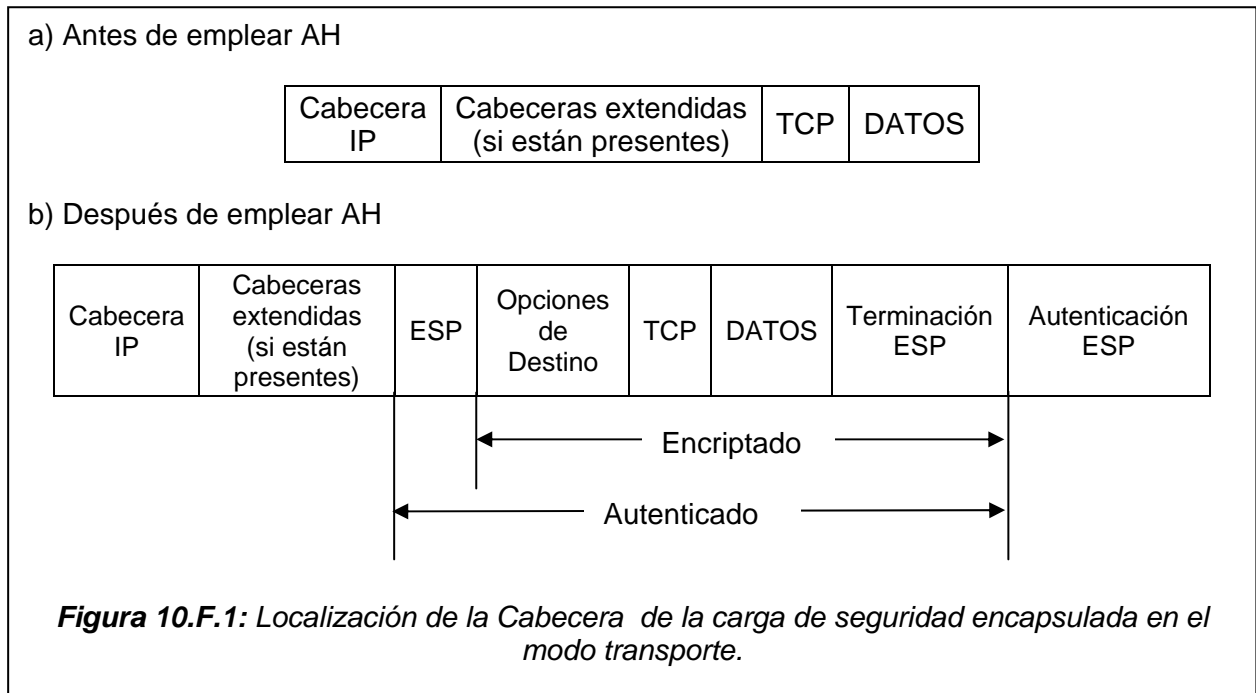 a) Antes de emplear AH
Cabecera
IP
Cabeceras extendidas
(si están presentes)
TCP
DATOS
b) Después de emplear AH
Cabecera
IP
Cabeceras
extendidas
(si están
presentes)
ESP
Opciones
de
Destino
TCP
DATOS
Terminación
ESP
Autenticación
ESP
Encriptado
Autenticado
Figura 10.F.1: Localización de la Cabecera de la carga de seguridad encapsulada en el
modo transporte.